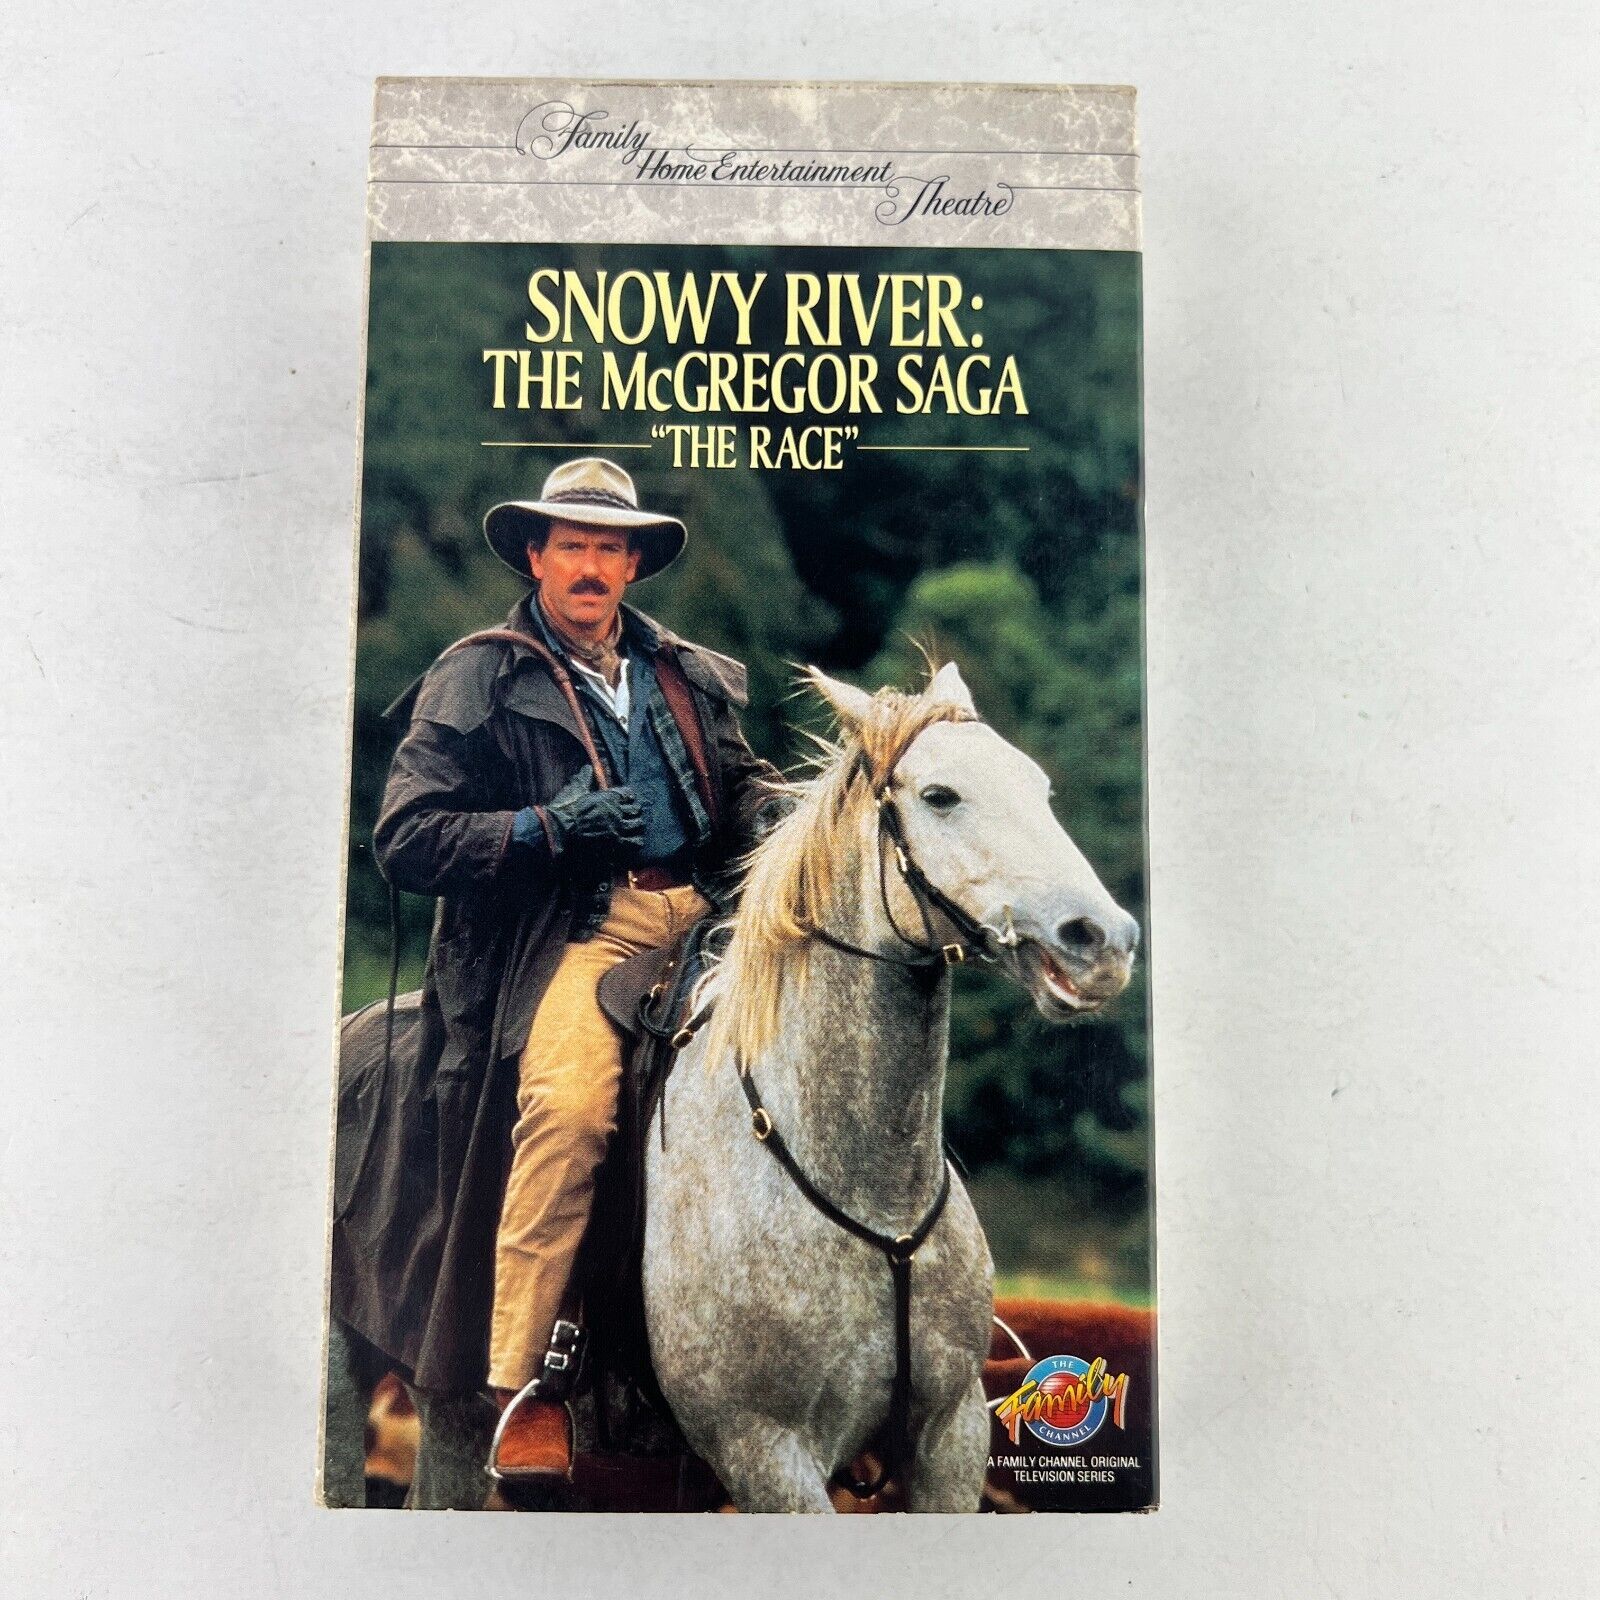 Family
Home Entertainment
Theatre
SNOWY RIVER:
THE McGREGOR SAGA
“THE RACE”
THE
Family
CHANNEL
A FAMILY CHANNEL ORIGINAL
TELEVISION SERIES